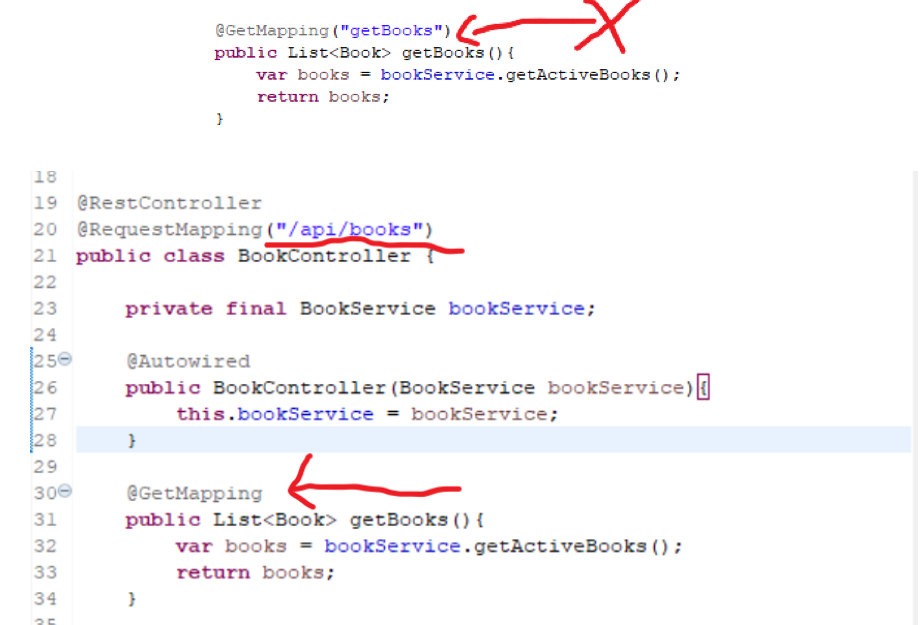 @GetMapping("getBooks")
public List<Book> getBooks(){
var books = bookService.getActiveBooks();
return books;
}
18
19 @RestController
20 @RequestMapping("/api/books")
21 public class BookController {
22
23 private final BookService bookService;
24
25 @Autowired
26 public BookController(BookService bookService){
27 this.bookService = bookService;
28 }
29
30 @GetMapping
31 public List<Book> getBooks(){
32 var books = bookService.getActiveBooks();
33 return books;
34 }
35